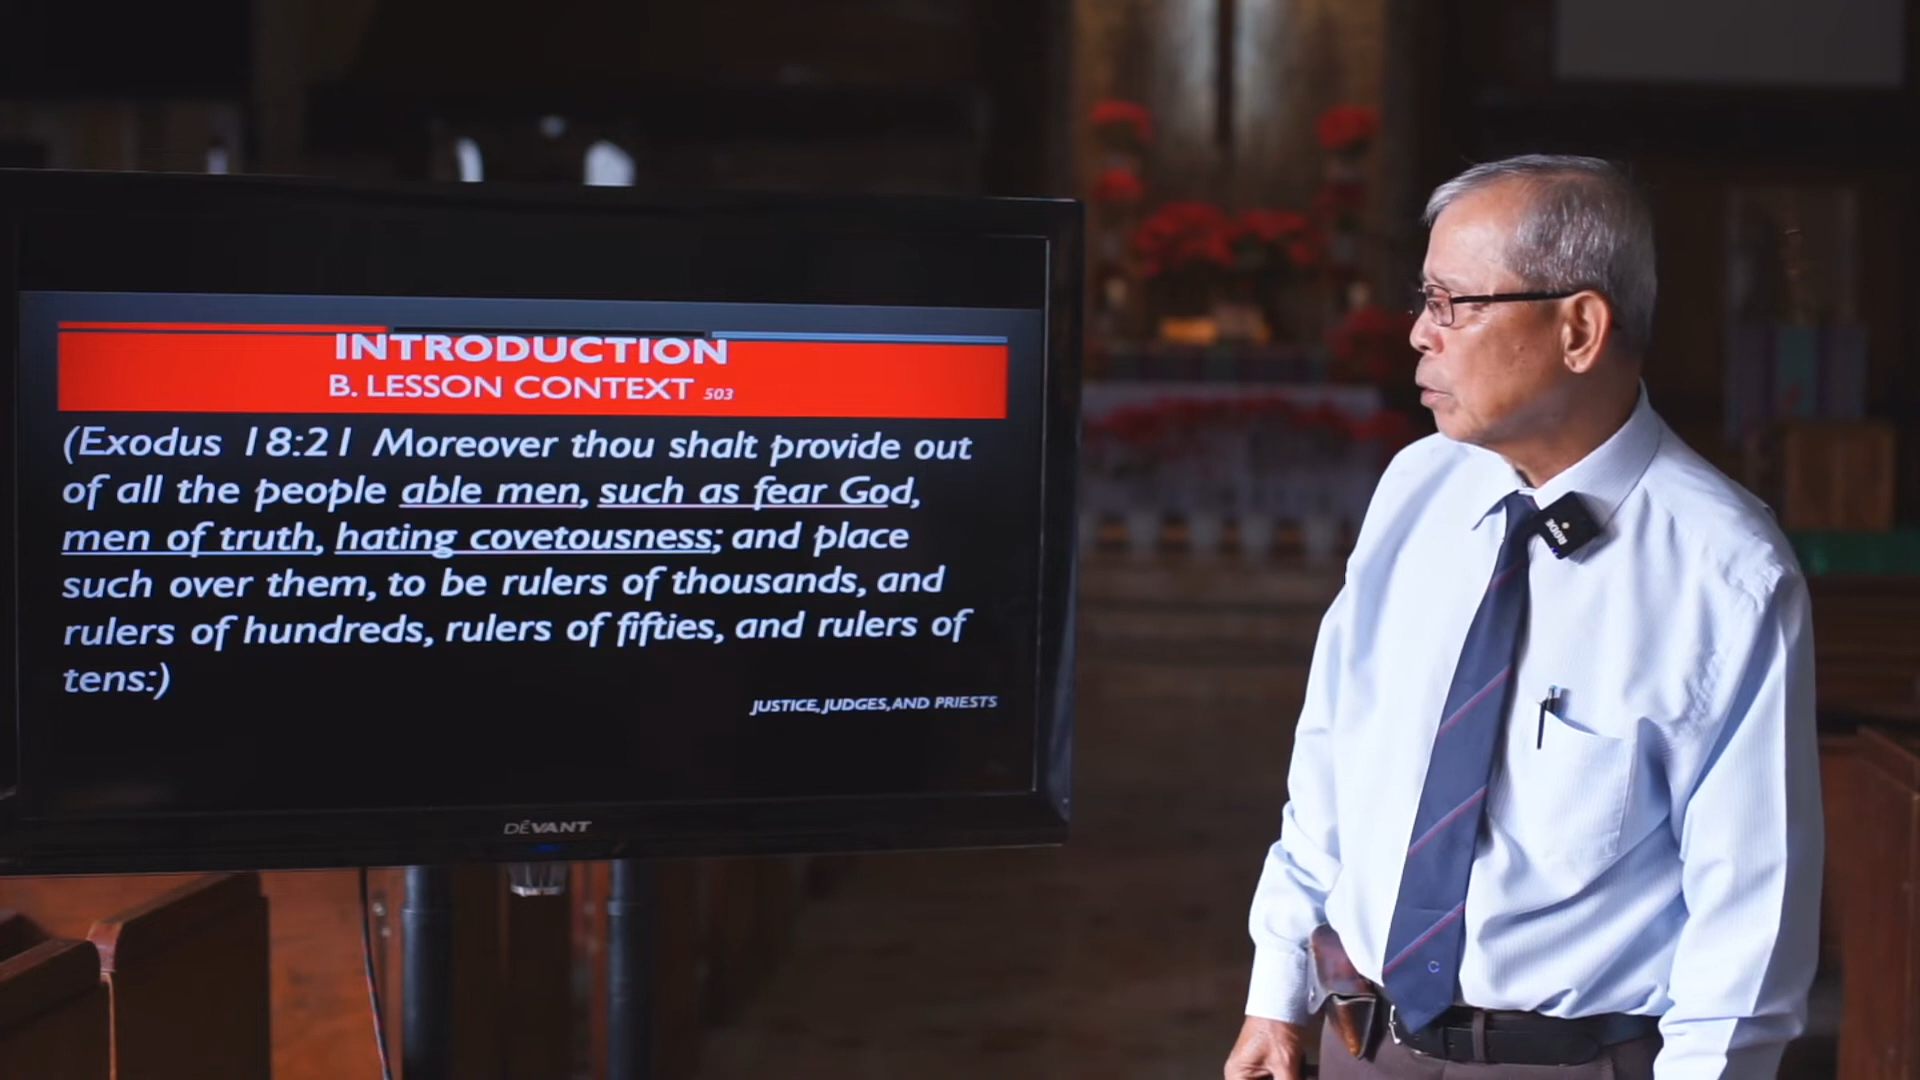 INTRODUCTION
B. LESSON CONTEXT 503
(Exodus 18:21 Moreover thou shalt provide out
of all the people able men, such as fear God,
men of truth, hating covetousness; and place
such over them, to be rulers of thousands, and
rulers of hundreds, rulers of fifties, and rulers of
tens:)
JUSTICE, JUDGES, AND PRIESTS
DEVANT
RODE